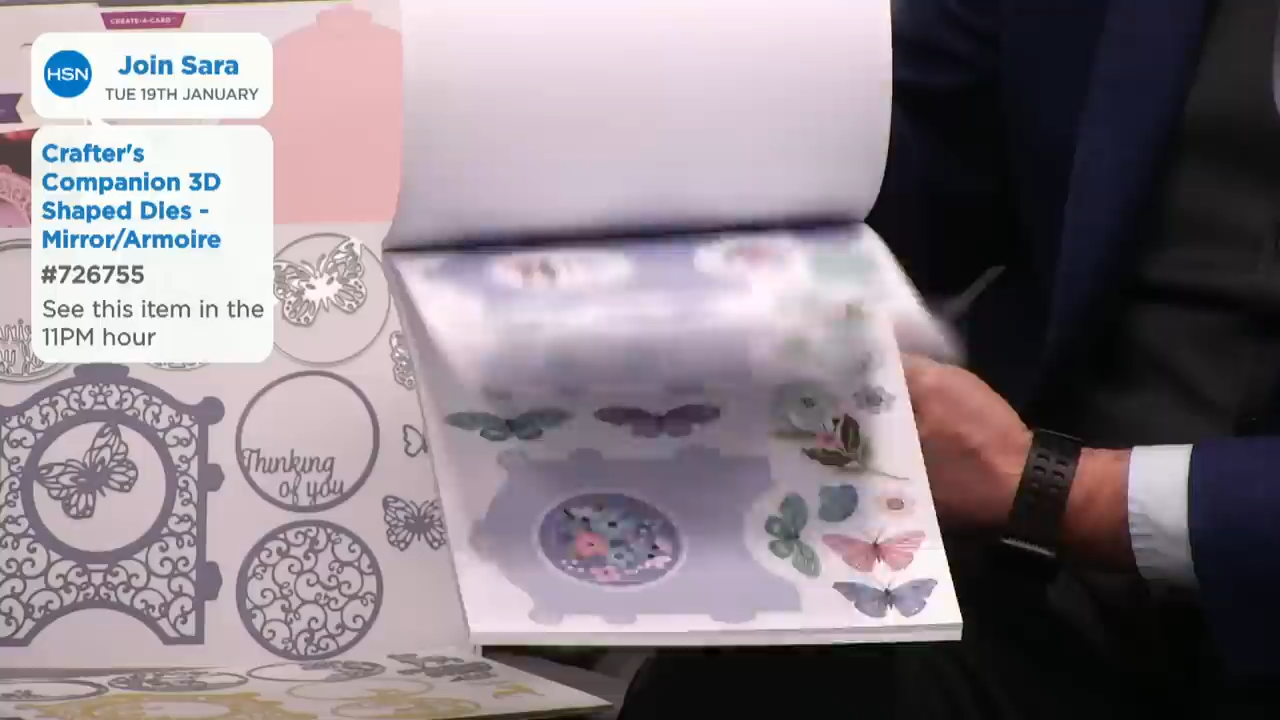 CREATE-A-CARD™
HSN
Join Sara
TUE 19TH JANUARY
Crafter's
Companion 3D
Shaped Dies -
Mirror/Armoire
#726755
See this item in the
11PM hour
Thinking
of you